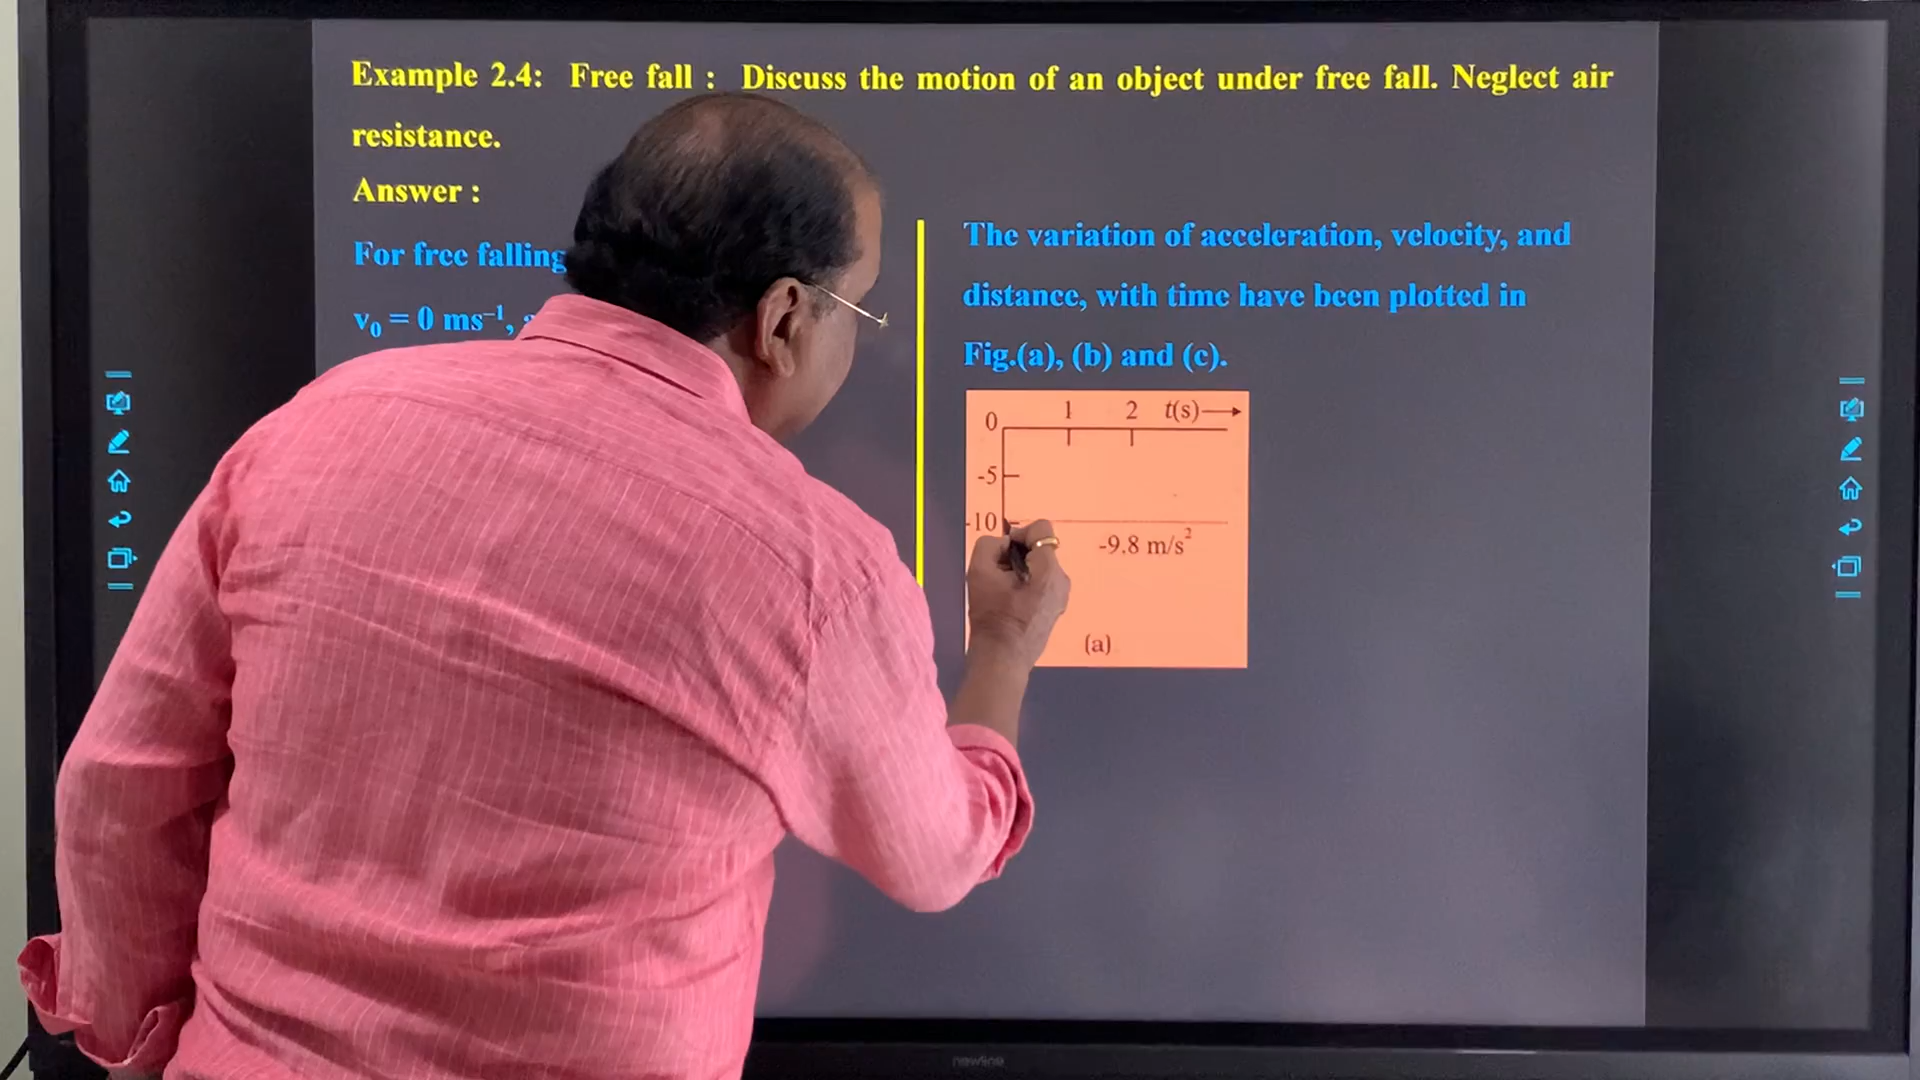 Example 2.4: Free fall : Discuss the motion of an object under free fall. Neglect air
resistance.
Answer :
For free falling
v₀ = 0 ms⁻¹,
The variation of acceleration, velocity, and
distance, with time have been plotted in
Fig.(a), (b) and (c).
0 1 2 t(s)
-5
-10
-9.8 m/s²
(a)
newline